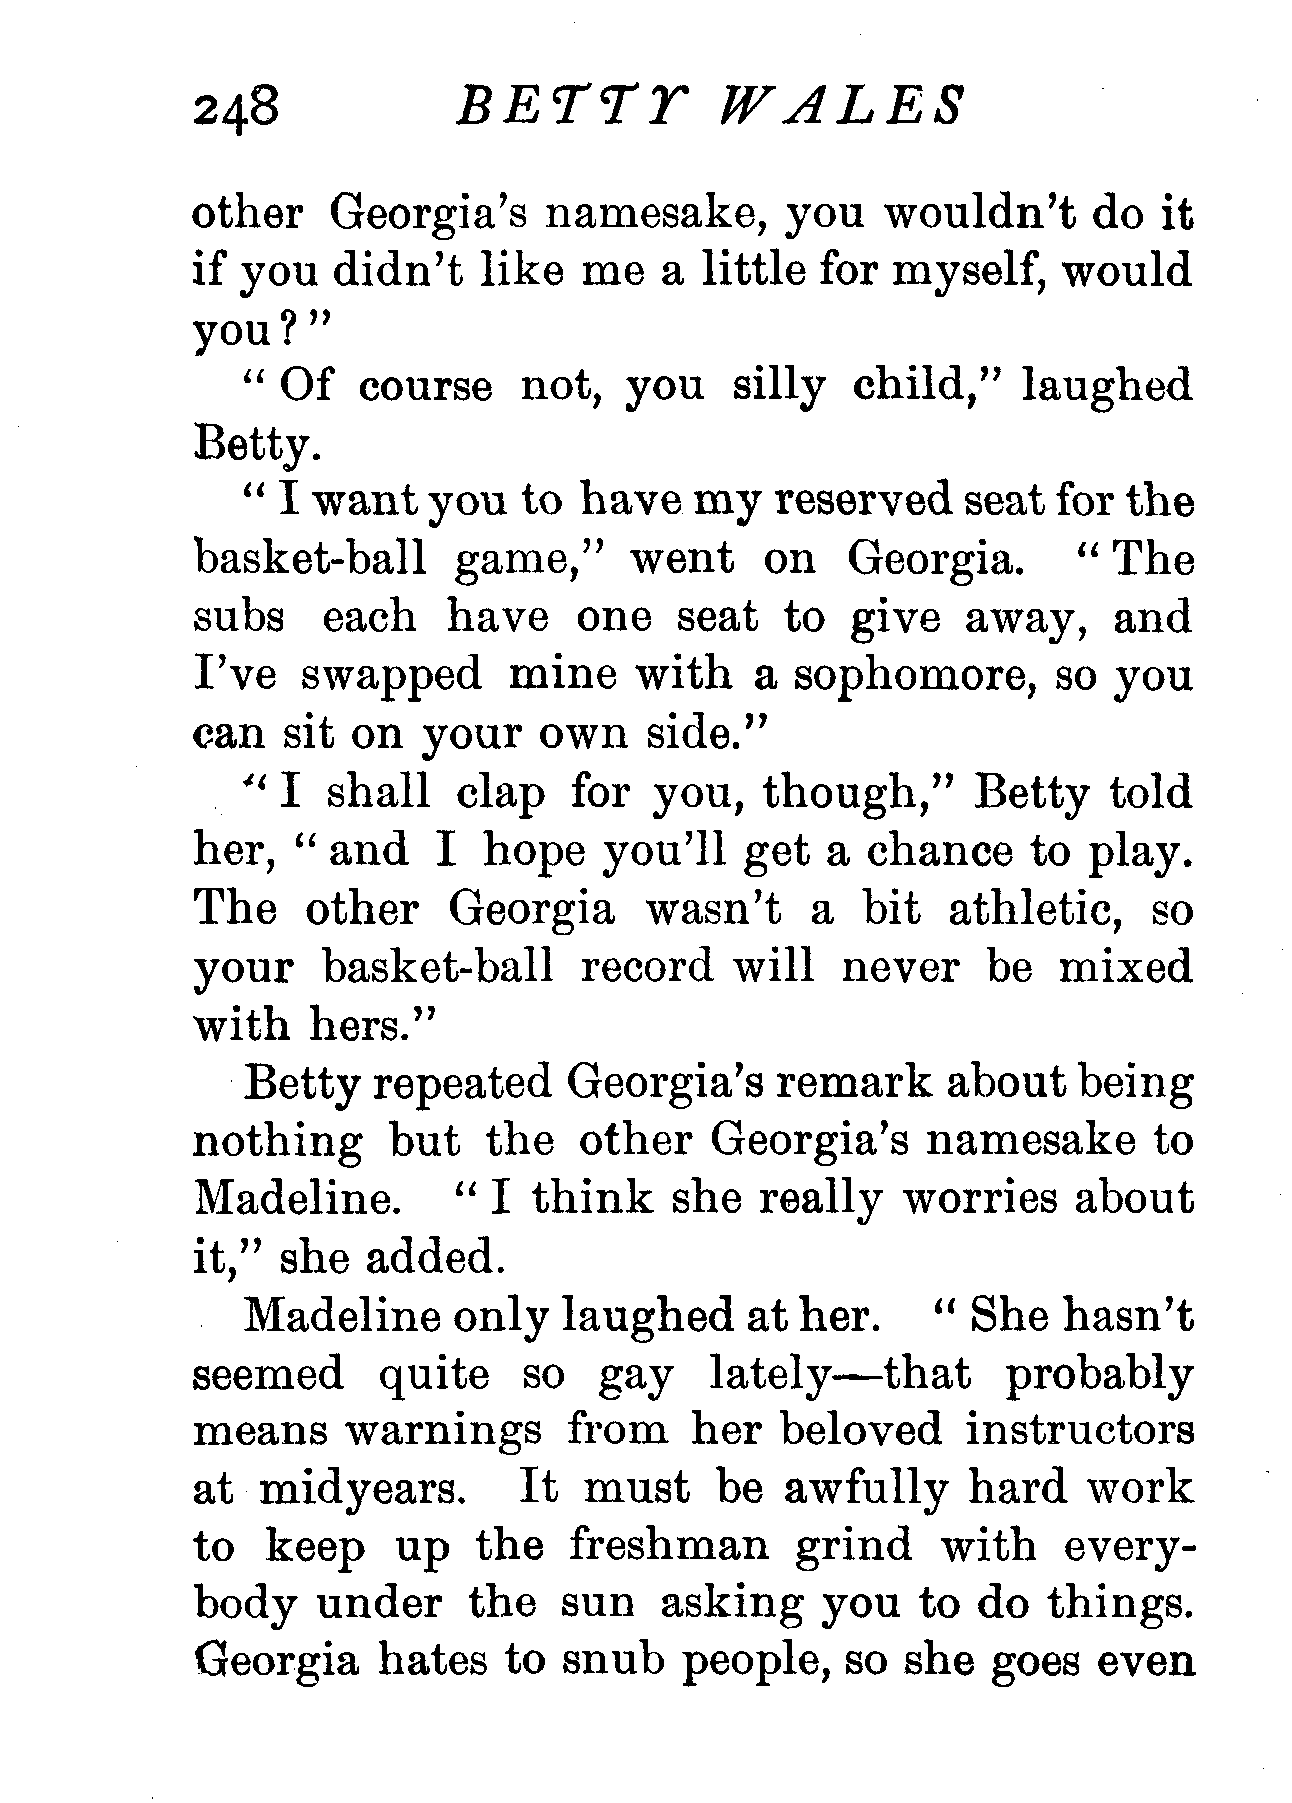 248 BETTY WALES
other Georgia's namesake, you wouldn't do it
if you didn't like me a little for myself, would
you?"
"Of course not, you silly child," laughed
Betty.
"I want you to have my reserved seat for the
basket-ball game," went on Georgia. "The
subs each have one seat to give away, and
I've swapped mine with a sophomore, so you
can sit on your own side."
"I shall clap for you, though," Betty told
her, "and I hope you'll get a chance to play.
The other Georgia wasn't a bit athletic, so
your basket-ball record will never be mixed
with hers."
Betty repeated Georgia's remark about being
nothing but the other Georgia's namesake to
Madeline. "I think she really worries about
it," she added.
Madeline only laughed at her. "She hasn't
seemed quite so gay lately—that probably
means warnings from her beloved instructors
at midyears. It must be awfully hard work
to keep up the freshman grind with every-
body under the sun asking you to do things.
Georgia hates to snub people, so she goes even